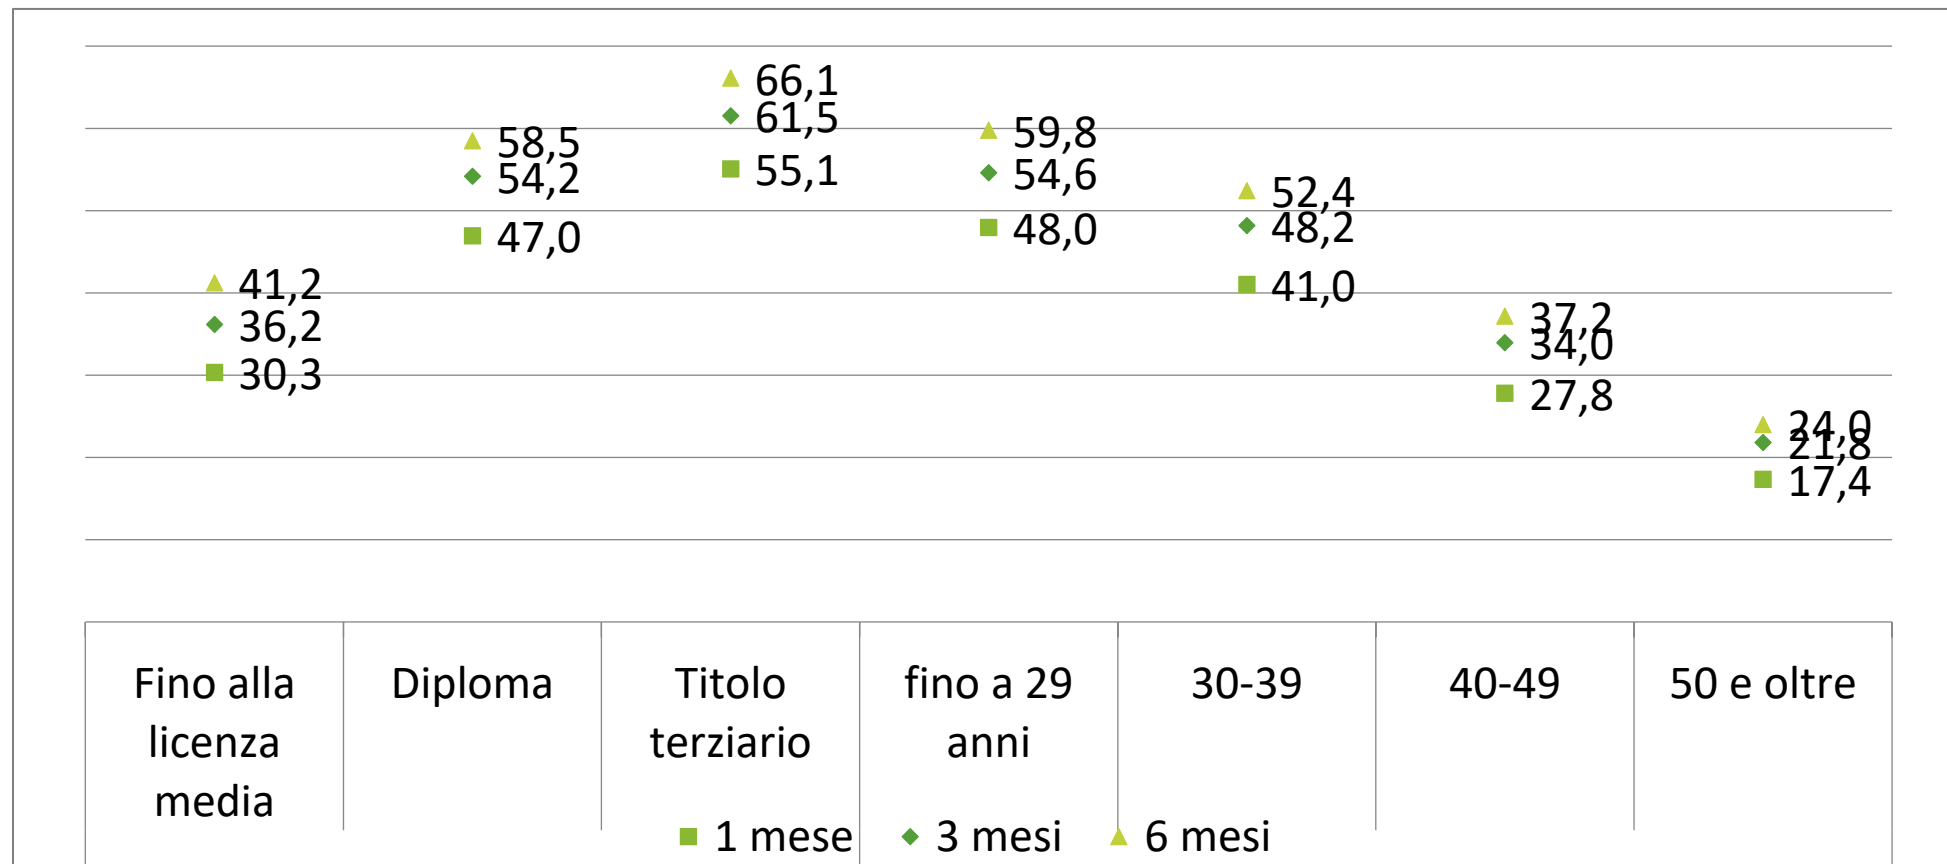 66,1
61,5
55,1
58,5
54,2
47,0
59,8
54,6
48,0
52,4
48,2
41,0
41,2
36,2
30,3
37,2
34,0
27,8
24,0
21,8
17,4
Fino alla
licenza
media
Diploma
Titolo
terziario
fino a 29
anni
30-39
40-49
50 e oltre
1 mese
3 mesi
6 mesi